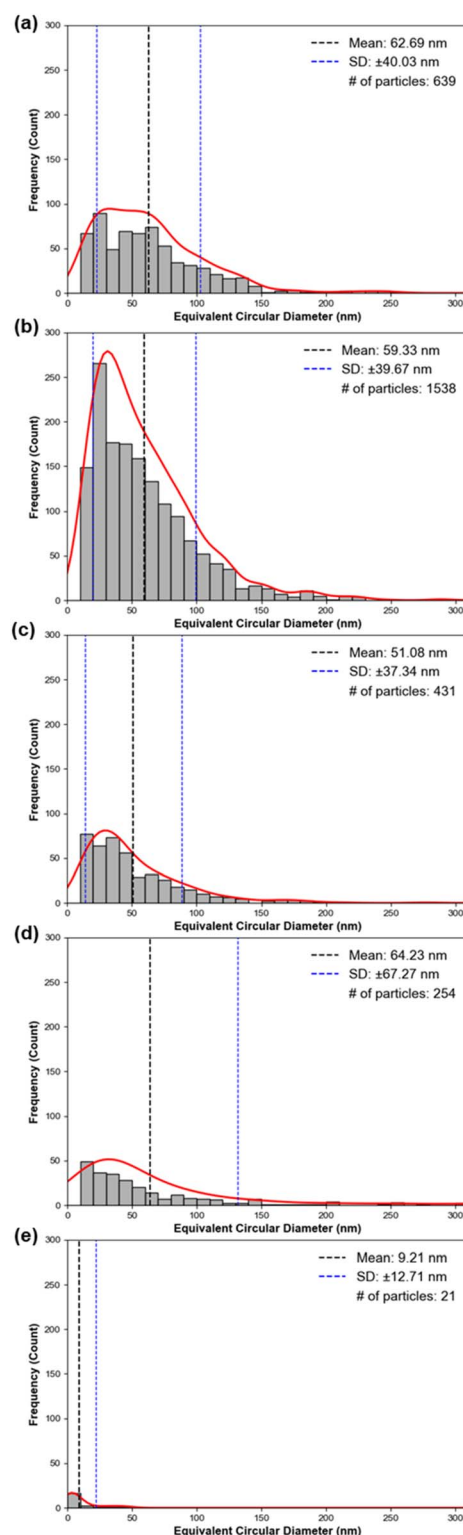 (a)
300
250
200
150
100
50
0
Frequency (Count)
Mean: 62.69 nm
SD: ±40.03 nm
# of particles: 639
0 50 100 150 200 250 300
Equivalent Circular Diameter (nm)
(b)
300
250
200
150
100
50
0
Frequency (Count)
Mean: 59.33 nm
SD: ±39.67 nm
# of particles: 1538
0 50 100 150 200 250 300
Equivalent Circular Diameter (nm)
(c)
300
250
200
150
100
50
0
Frequency (Count)
Mean: 51.08 nm
SD: ±37.34 nm
# of particles: 431
0 50 100 150 200 250 300
Equivalent Circular Diameter (nm)
(d)
300
250
200
150
100
50
0
Frequency (Count)
Mean: 64.23 nm
SD: ±67.27 nm
# of particles: 254
0 50 100 150 200 250 300
Equivalent Circular Diameter (nm)
(e)
300
250
200
150
100
50
0
Frequency (Count)
Mean: 9.21 nm
SD: ±12.71 nm
# of particles: 21
0 50 100 150 200 250 300
Equivalent Circular Diameter (nm)